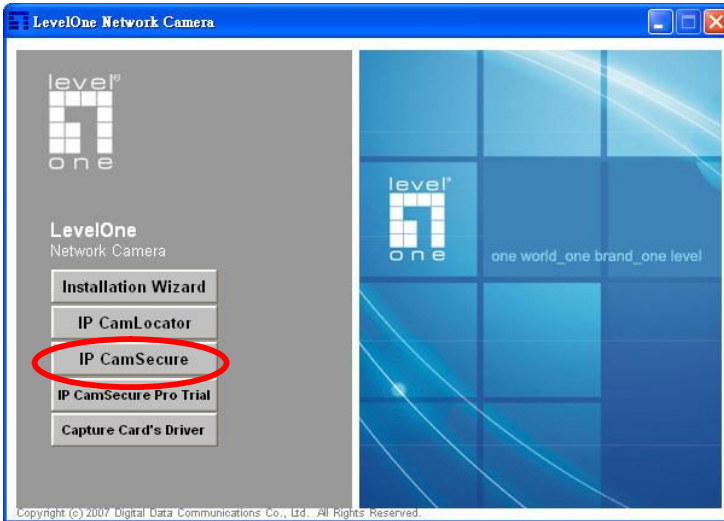 LevelOne Network Camera
level®
one
LevelOne
Network Camera
Installation Wizard
IP CamLocator
IP CamSecure
IP CamSecure Pro Trial
Capture Card's Driver
level®
one
one world_one brand_one level
Copyright (c) 2007 Digital Data Communications Co., Ltd. All Rights Reserved.